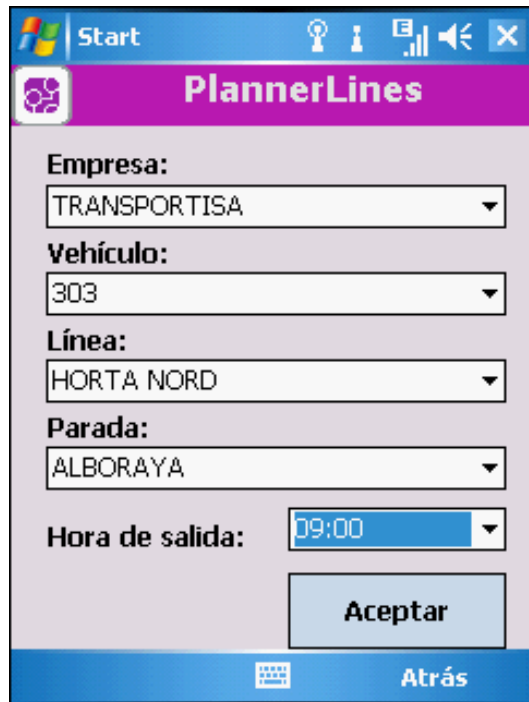 Start
PlannerLines
Empresa:
TRANSPORTISA
Vehículo:
303
Línea:
HORTA NORD
Parada:
ALBORAYA
Hora de salida: 09:00
Aceptar
Atrás